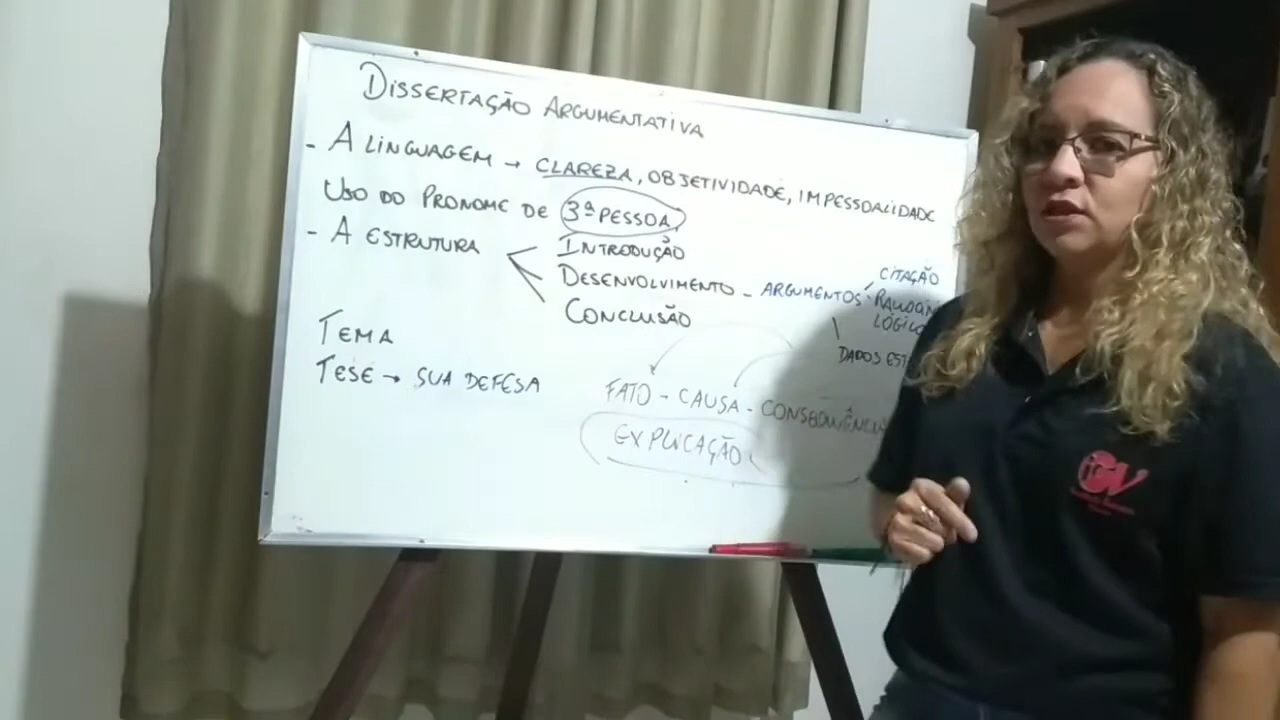 DISSERTAÇÃO ARGUMENTATIVA
- A LINGUAGEM → CLAREZA, OBJETIVIDADE, IMPESSOALIDADE
USO DO PRONOME DE 3ª PESSOA
- A ESTRUTURA
INTRODUÇÃO
DESENVOLVIMENTO - ARGUMENTOS
CITAÇÃO
LÓGICO
DADOS
CONCLUSÃO
TEMA
TESE → SUA DEFESA
FATO - CAUSA - CONSEQUÊNCIA
EXPLICAÇÃO